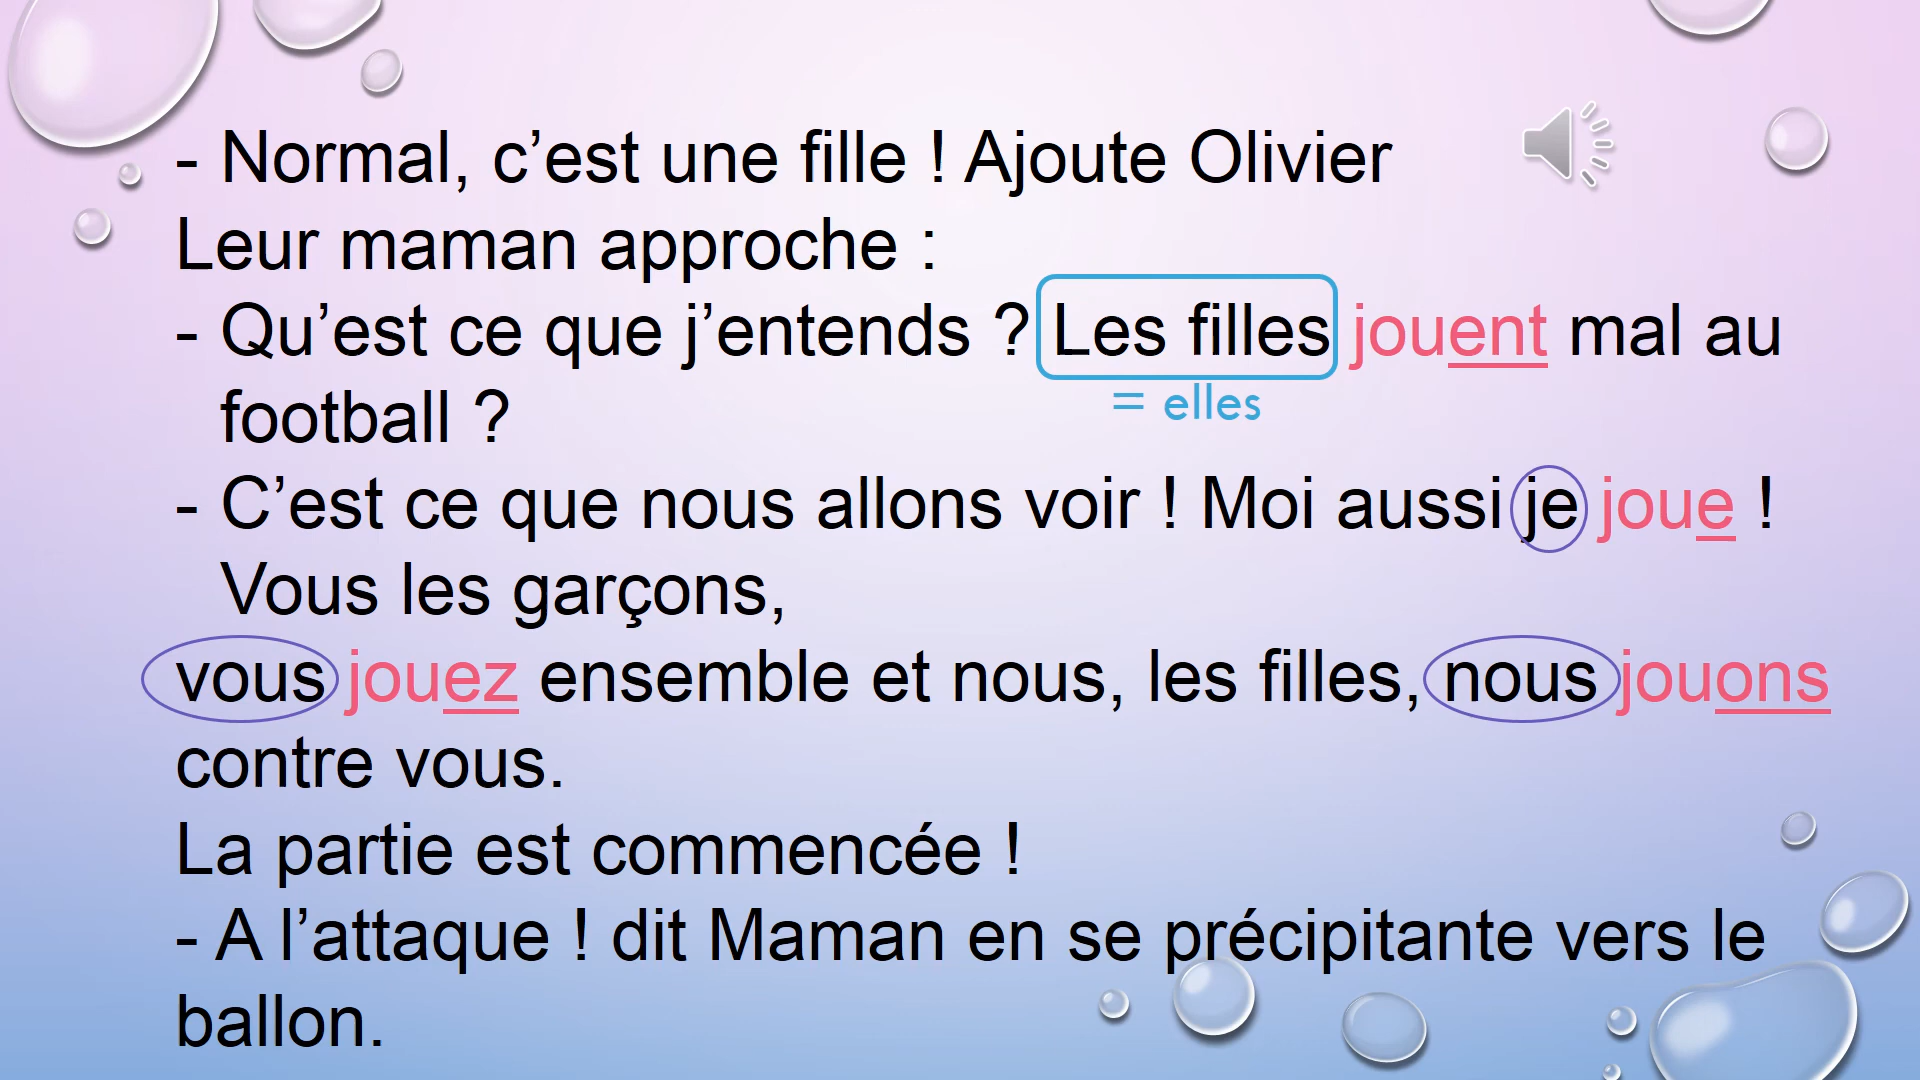 - Normal, c’est une fille ! Ajoute Olivier
Leur maman approche :
- Qu’est ce que j’entends ? Les filles jouent mal au
= elles
football ?
- C’est ce que nous allons voir ! Moi aussi je joue !
Vous les garçons,
vous jouez ensemble et nous, les filles, nous jouons
contre vous.
La partie est commencée !
- A l’attaque ! dit Maman en se précipitante vers le
ballon.